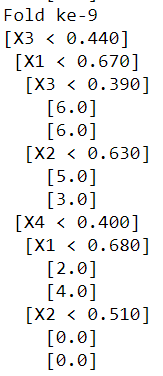 Fold ke-9
[X3 < 0.440]
[X1 < 0.670]
[X3 < 0.390]
[6.0]
[6.0]
[X2 < 0.630]
[5.0]
[3.0]
[X4 < 0.400]
[X1 < 0.680]
[2.0]
[4.0]
[X2 < 0.510]
[0.0]
[0.0]